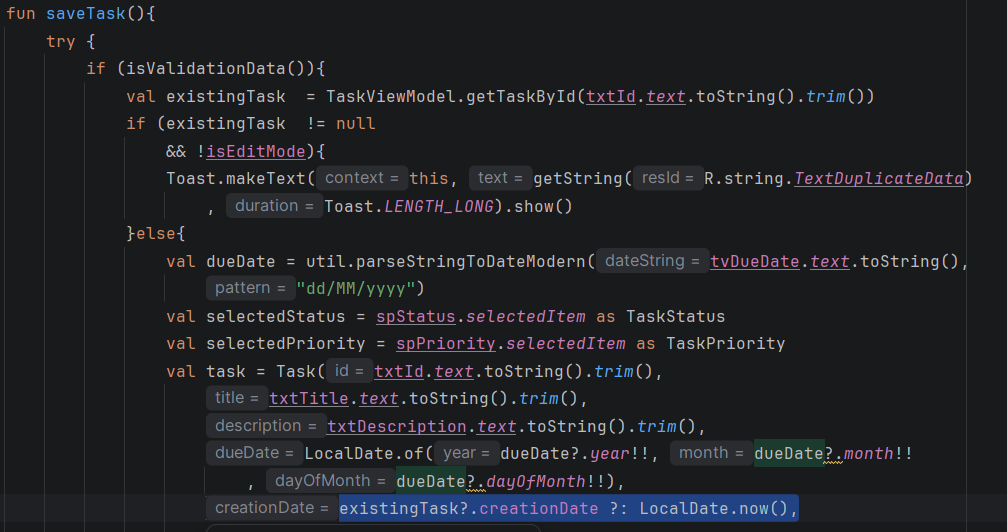 fun saveTask(){
try {
if (isValidationData()){
val existingTask  = TaskViewModel.getTaskById(txtId.text.toString().trim())
if (existingTask  != null
&& !isEditMode){
Toast.makeText( context = this, text = getString( resId = R.string.TextDuplicateData)
, duration = Toast.LENGTH_LONG).show()
}else{
val dueDate = util.parseStringToDateModern( dateString = tvDueDate.text.toString(),
pattern = "dd/MM/yyyy")
val selectedStatus = spStatus.selectedItem as TaskStatus
val selectedPriority = spPriority.selectedItem as TaskPriority
val task = Task( id = txtId.text.toString().trim(),
title = txtTitle.text.toString().trim(),
description = txtDescription.text.toString().trim(),
dueDate = LocalDate.of( year = dueDate?.year!!, month = dueDate?.month!!
, dayOfMonth = dueDate?.dayOfMonth!!),
creationDate = existingTask?.creationDate ?: LocalDate.now(),